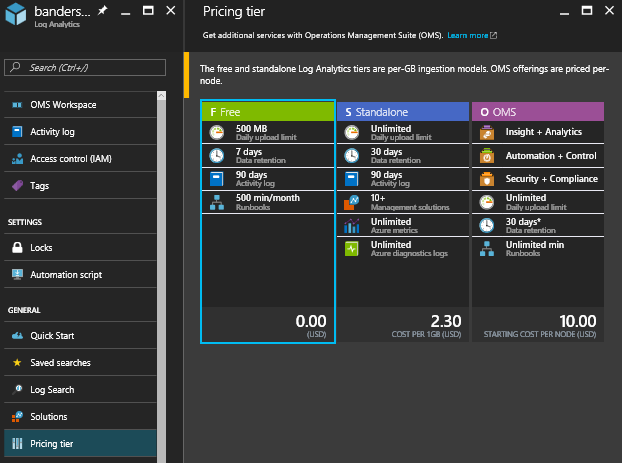 banders...
Log Analytics
Search (Ctrl+/)
OMS Workspace
Activity log
Access control (IAM)
Tags
SETTINGS
Locks
Automation script
GENERAL
Quick Start
Saved searches
Log Search
Solutions
Pricing tier
Pricing tier
Get additional services with Operations Management Suite (OMS). Learn more
The free and standalone Log Analytics tiers are per-GB ingestion models. OMS offerings are priced per-
node.
F Free
500 MB
Daily upload limit
7 days
Data retention
90 days
Activity log
500 min/month
Runbooks
0.00
(USD)
S Standalone
Unlimited
Daily upload limit
30 days
Data retention
90 days
Activity log
10+
Management solutions
Unlimited
Azure metrics
Unlimited
Azure diagnostics logs
2.30
COST PER 1GB (USD)
O OMS
Insight + Analytics
Automation + Control
Security + Compliance
Unlimited
Daily upload limit
30 days*
Data retention
Unlimited min
Runbooks
10.00
STARTING COST PER NODE (USD)